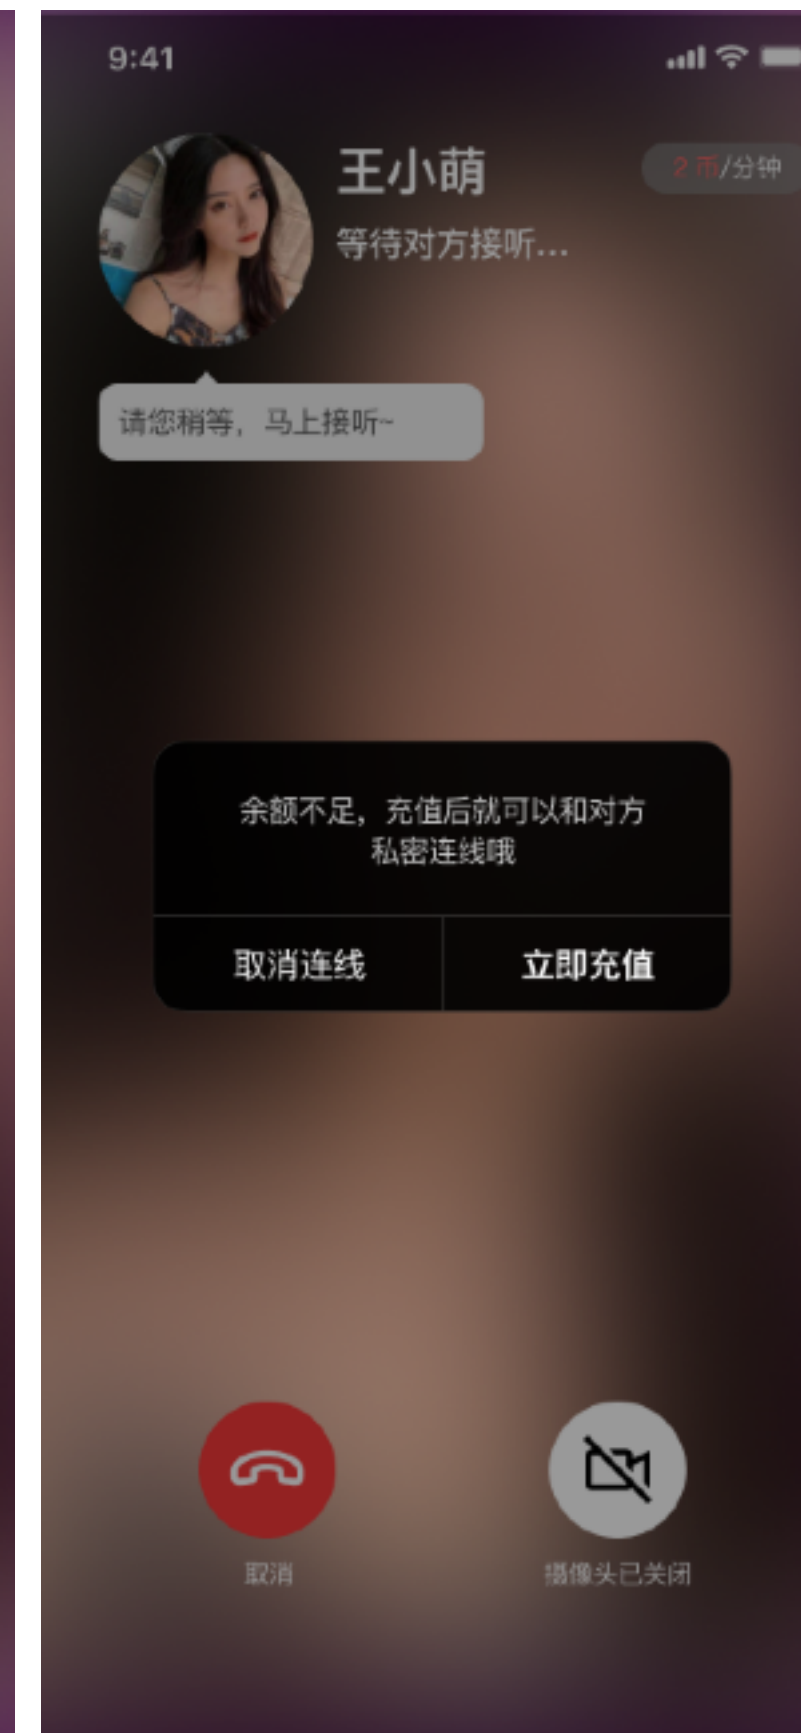 9:41
王小萌
2 币/分钟
等待对方接听...
请您稍等，马上接听~
余额不足，充值后就可以和对方
私密连线哦
取消连线
立即充值
取消
摄像头已关闭